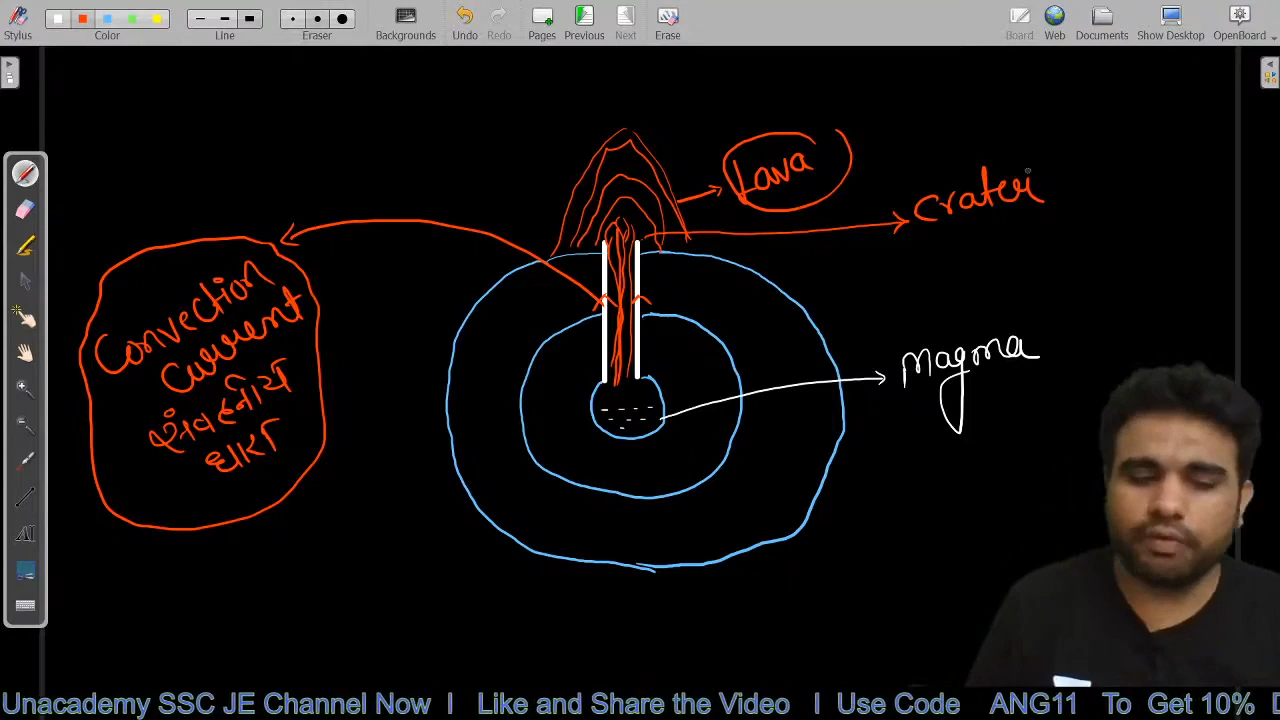 Stylus
Color
Line
Eraser
Backgrounds
Undo
Redo
Pages
Previous
Next
Erase
Board
Web
Documents
Show Desktop
OpenBoard
Lava
Crater
Convection
Current
Magma
Unacademy SSC JE Channel Now I Like and Share the Video I Use Code ANG11 To Get 10%